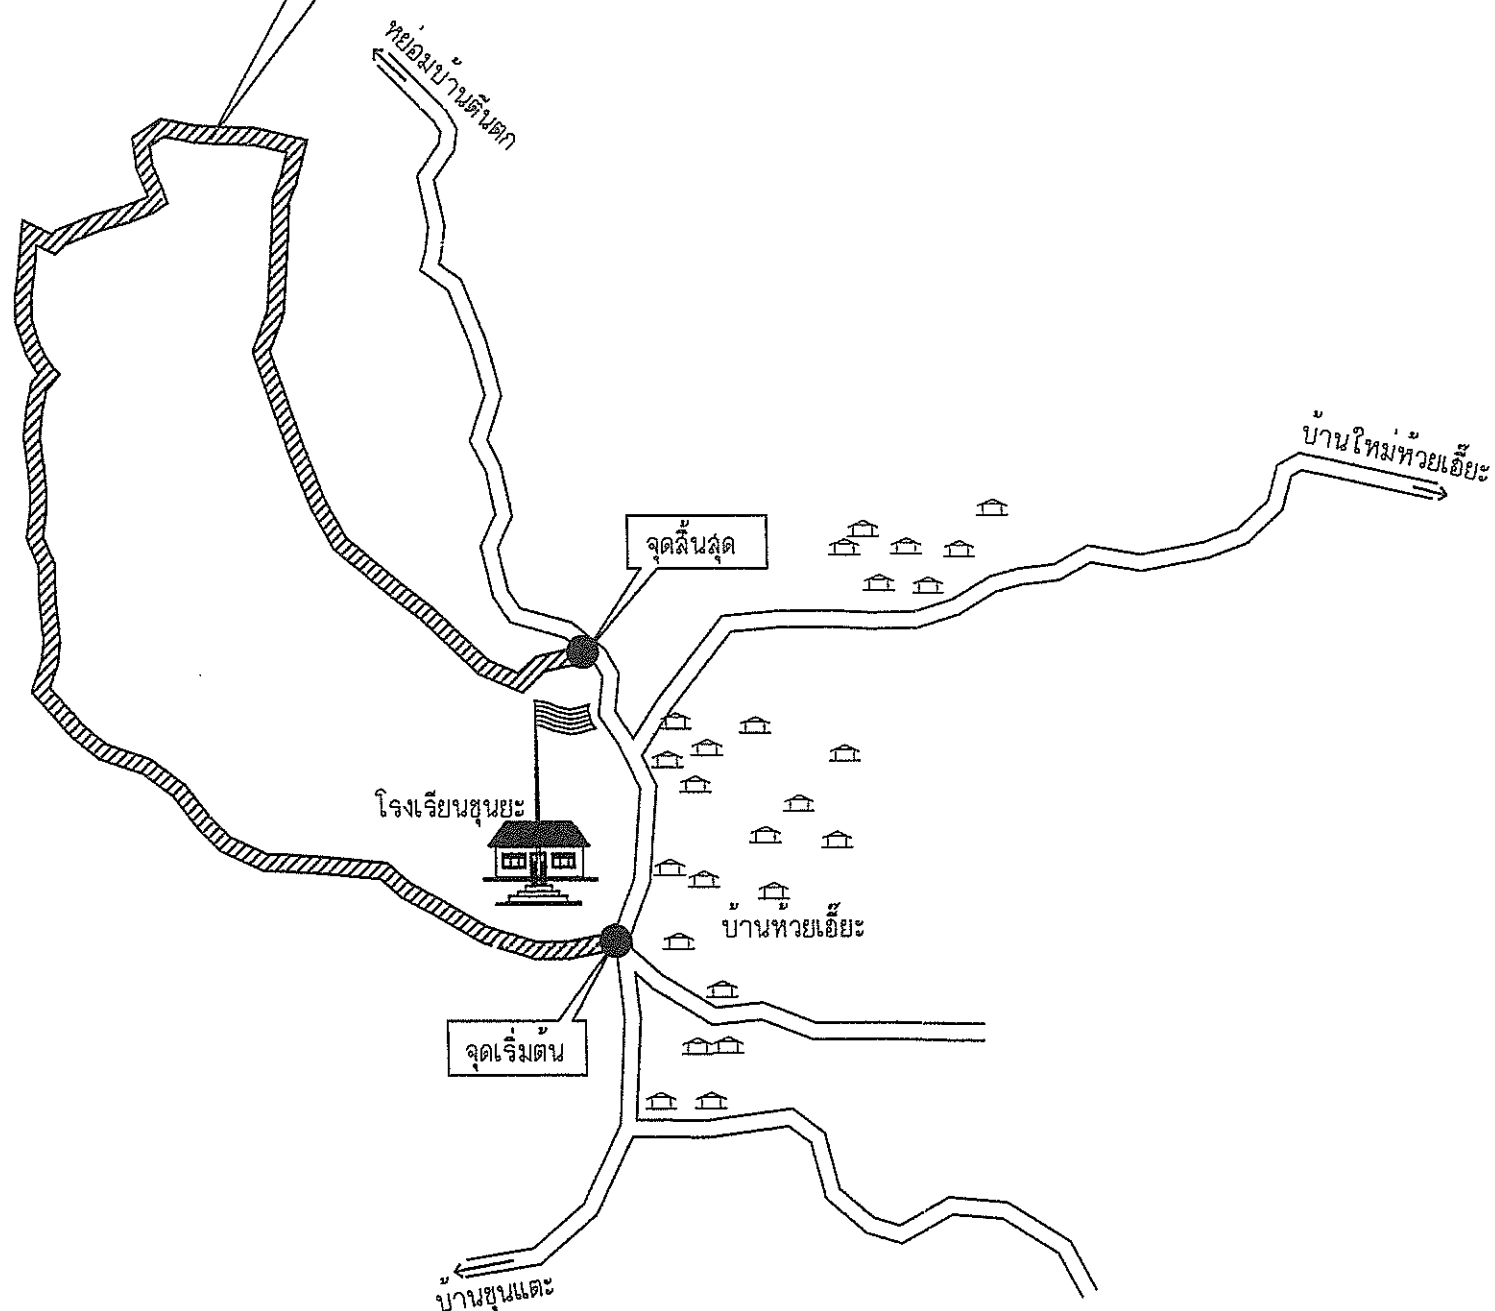 หย่อมบ้านตีนตก
บ้านใหม่ห้วยเฮี๊ยะ
จุดสิ้นสุด
โรงเรียนขุนยะ
บ้านห้วยเฮี๊ยะ
จุดเริ่มต้น
บ้านขุนแตะ